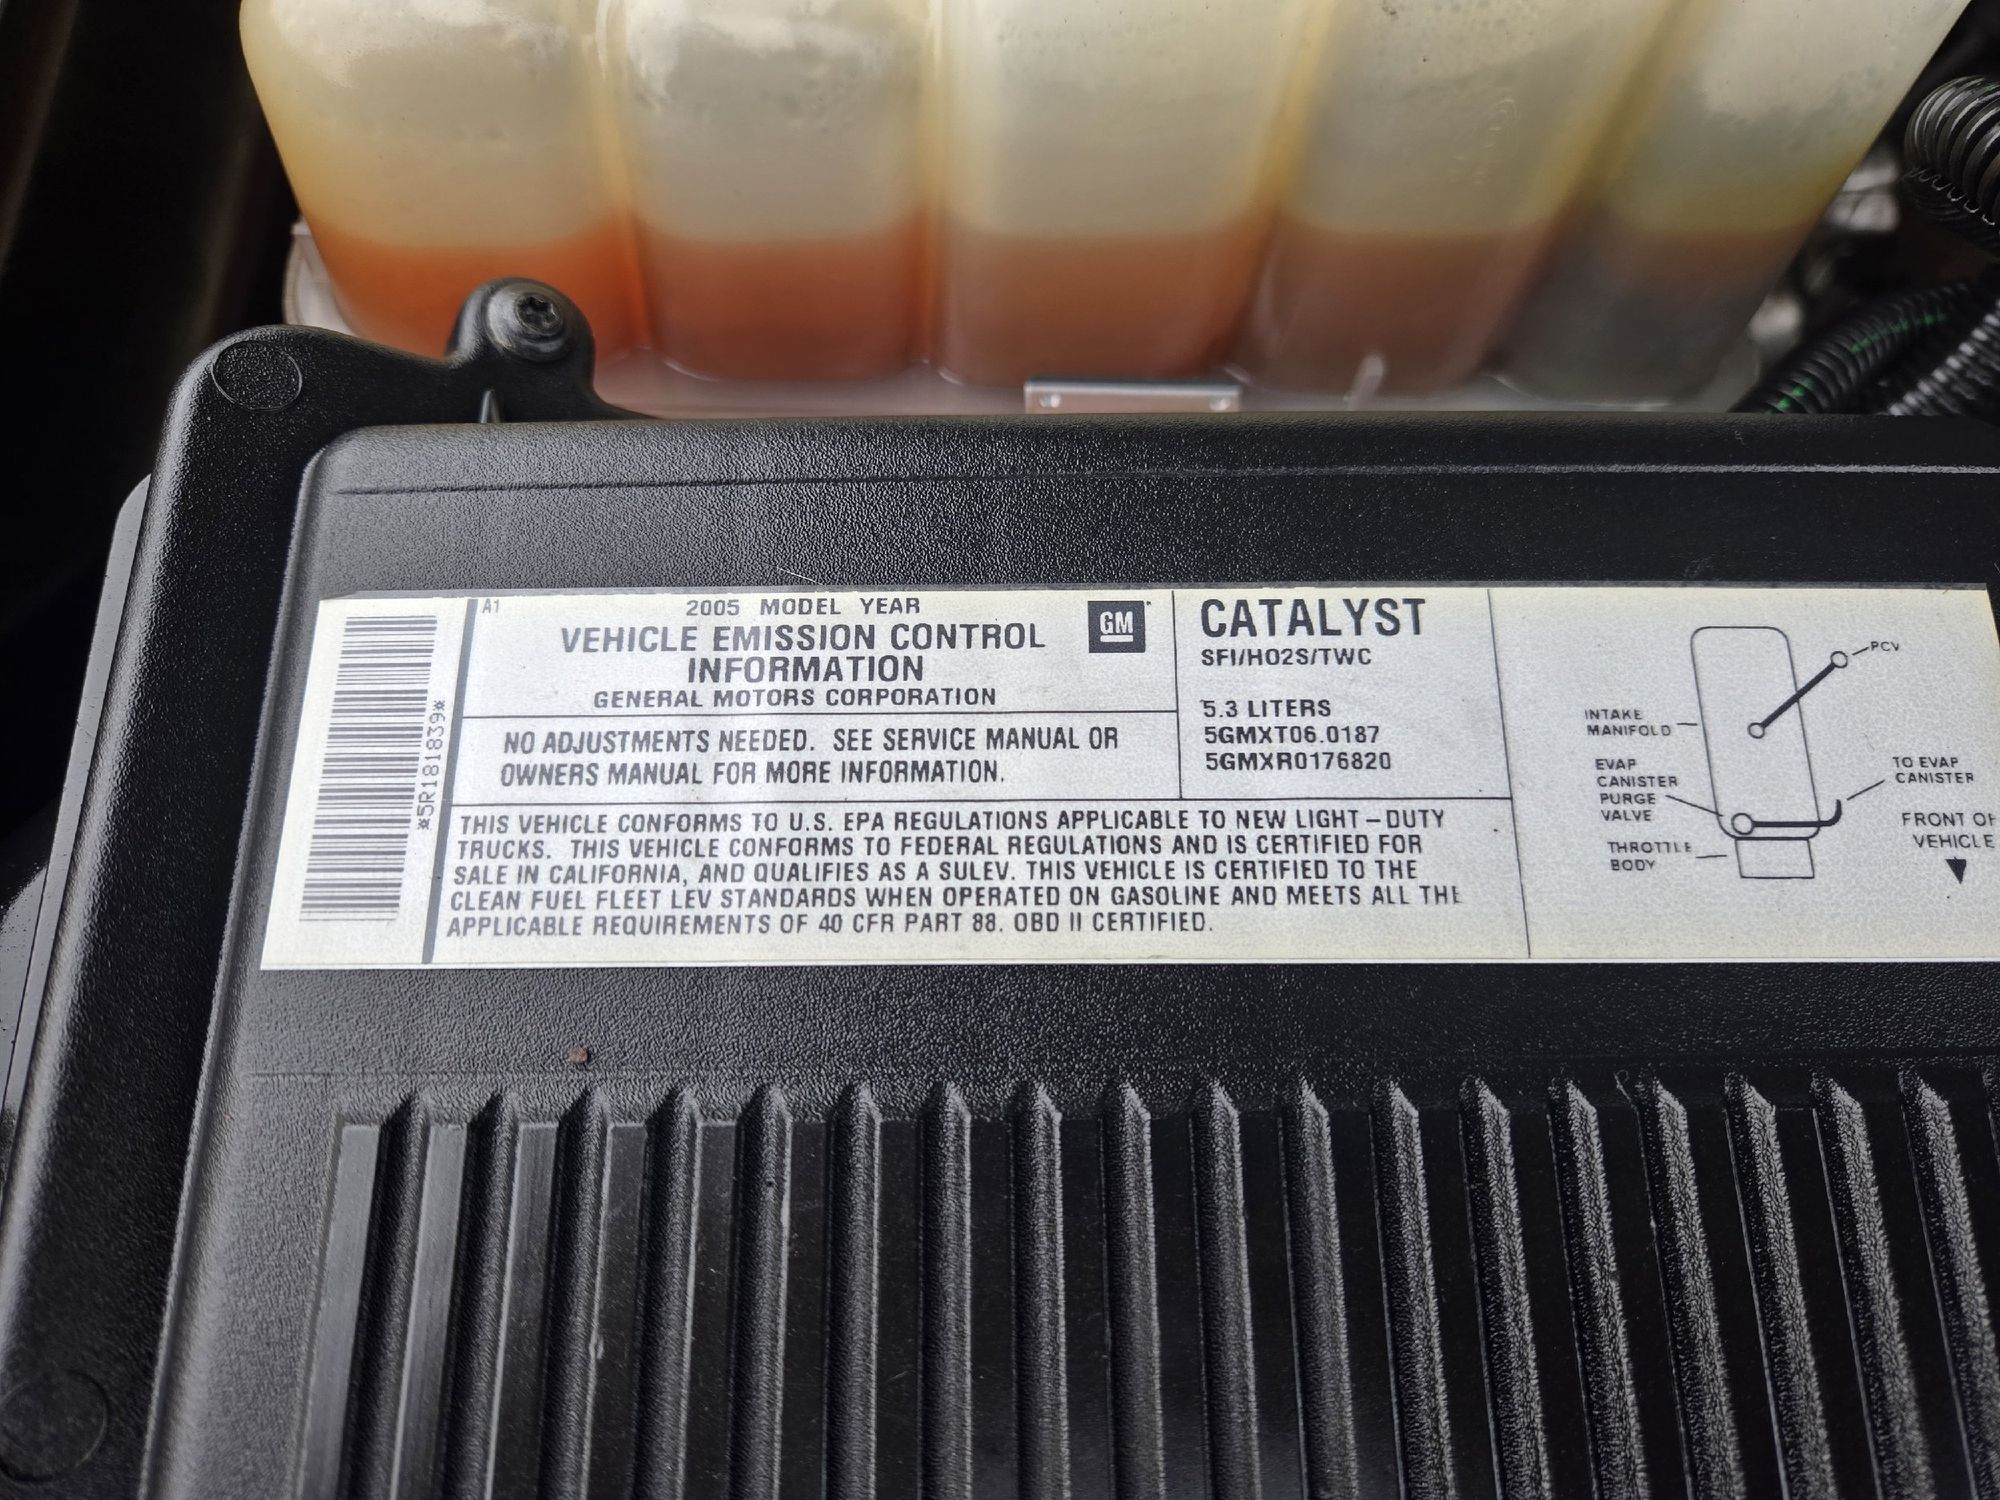 *5R181839*
A1
2005 MODEL YEAR
VEHICLE EMISSION CONTROL
INFORMATION
GENERAL MOTORS CORPORATION
GM
NO ADJUSTMENTS NEEDED. SEE SERVICE MANUAL OR
OWNERS MANUAL FOR MORE INFORMATION.
CATALYST
SFI/HO2S/TWC
5.3 LITERS
5GMXT06.0187
5GMXR0176820
THIS VEHICLE CONFORMS TO U.S. EPA REGULATIONS APPLICABLE TO NEW LIGHT-DUTY
TRUCKS. THIS VEHICLE CONFORMS TO FEDERAL REGULATIONS AND IS CERTIFIED FOR
SALE IN CALIFORNIA, AND QUALIFIES AS A SULEV. THIS VEHICLE IS CERTIFIED TO THE
CLEAN FUEL FLEET LEV STANDARDS WHEN OPERATED ON GASOLINE AND MEETS ALL THE
APPLICABLE REQUIREMENTS OF 40 CFR PART 88. OBD II CERTIFIED.
PCV
INTAKE
MANIFOLD
EVAP
CANISTER
PURGE
VALVE
THROTTLE
BODY
TO EVAP
CANISTER
FRONT OF
VEHICLE